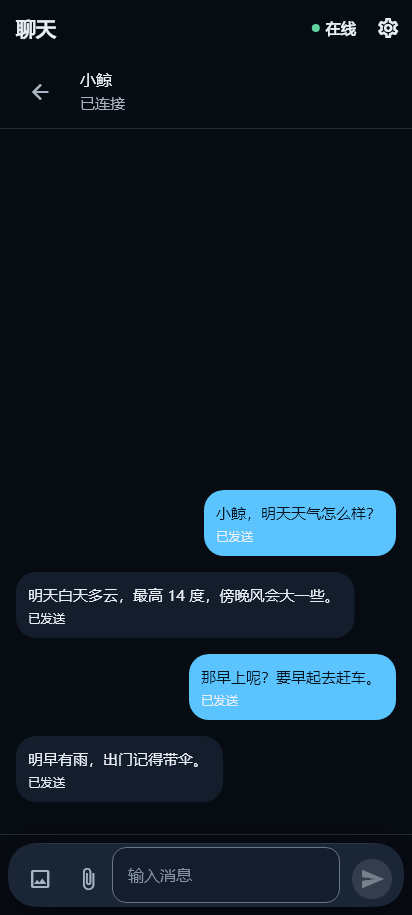 聊天
在线
小鲸
已连接
小鲸，明天天气怎么样？
已发送
明天白天多云，最高 14 度，傍晚风会大一些。
已发送
那早上呢？要早起去赶车。
已发送
明早有雨，出门记得带伞。
已发送
输入消息